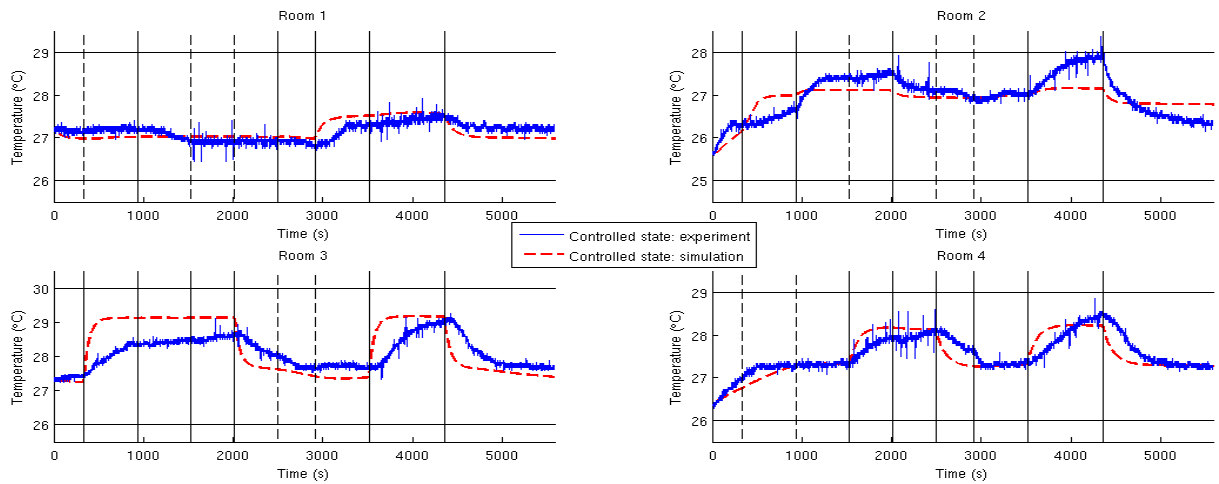 Room 1
Temperature (°C)
29
28
27
26
0 1000 2000 3000 4000 5000
Time (s)
Room 2
Temperature (°C)
28
27
26
25
0 1000 2000 3000 4000 5000
Time (s)
Controlled state: experiment
Controlled state: simulation
Room 3
Temperature (°C)
30
29
28
27
26
0 1000 2000 3000 4000 5000
Time (s)
Room 4
Temperature (°C)
29
28
27
26
0 1000 2000 3000 4000 5000
Time (s)